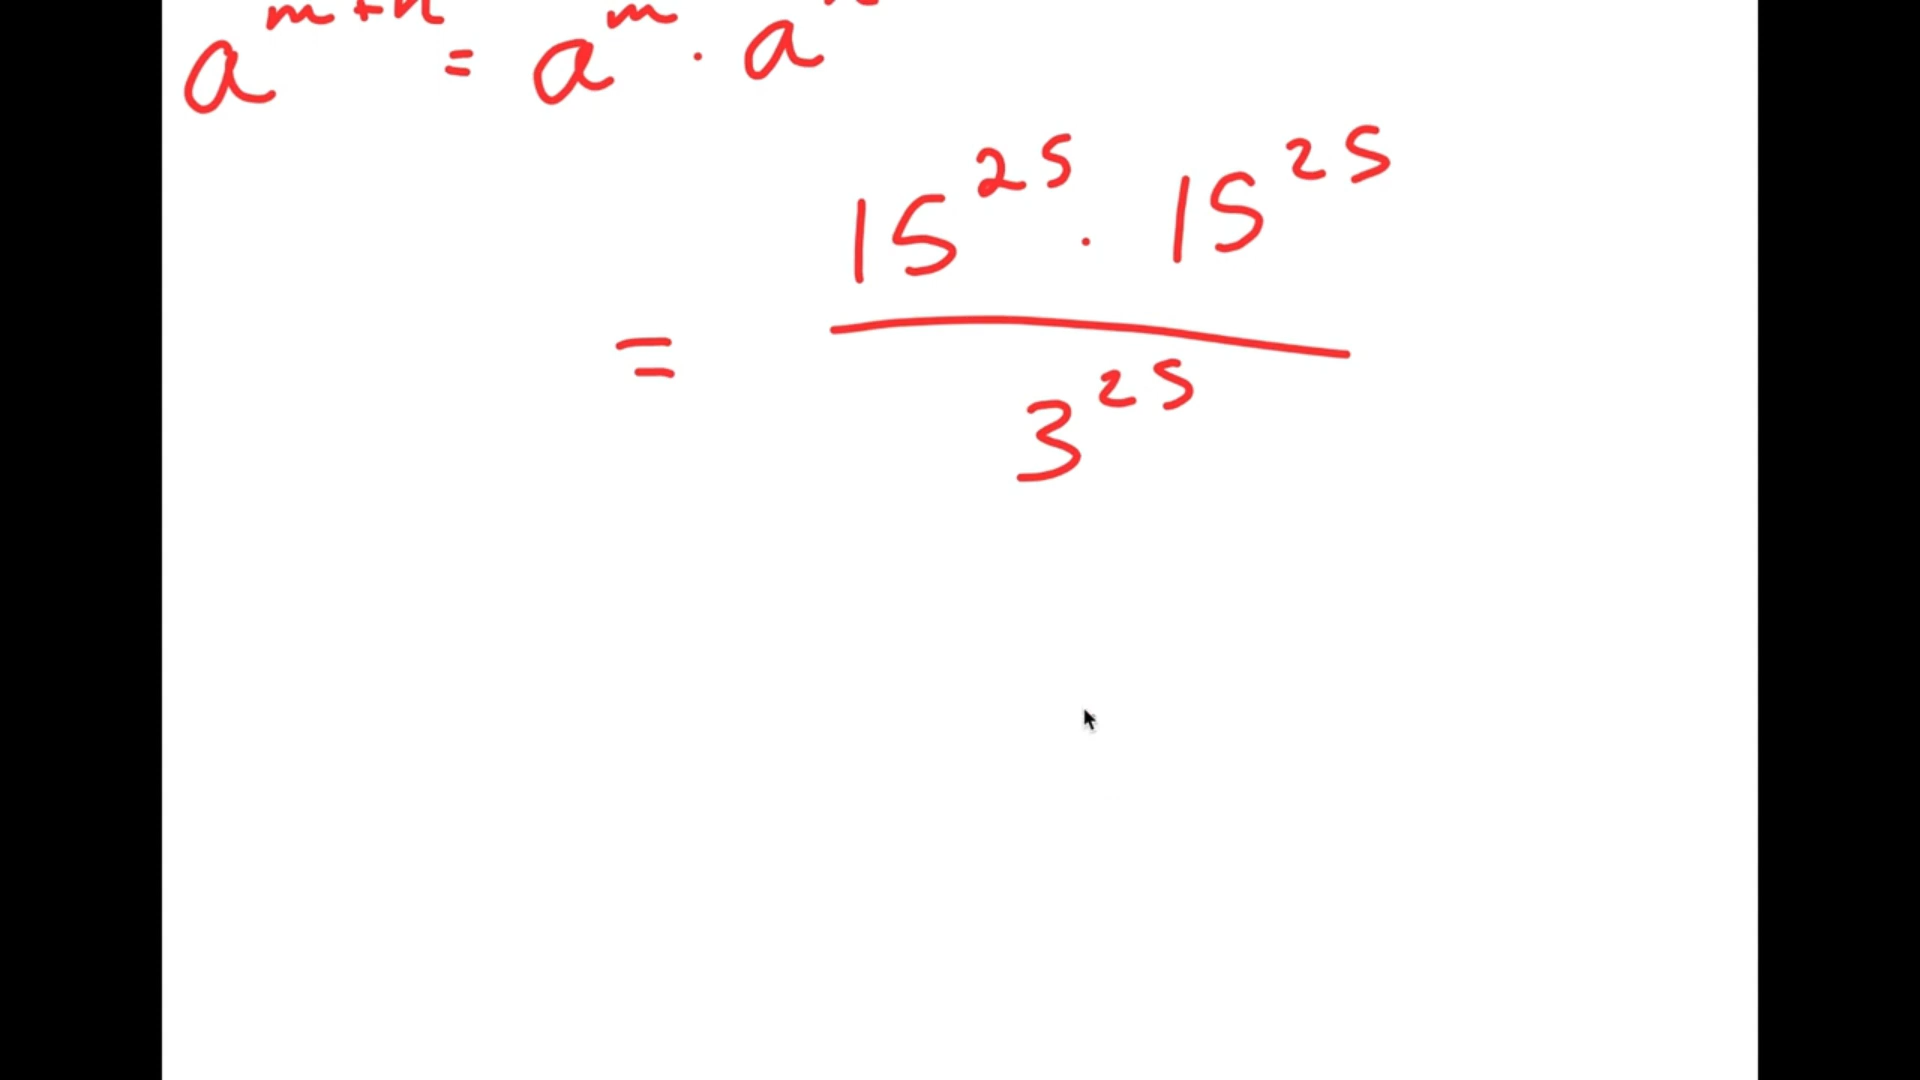 a^{m+n} = a^m · a^n
15^{25} · 15^{25}
=
3^{25}